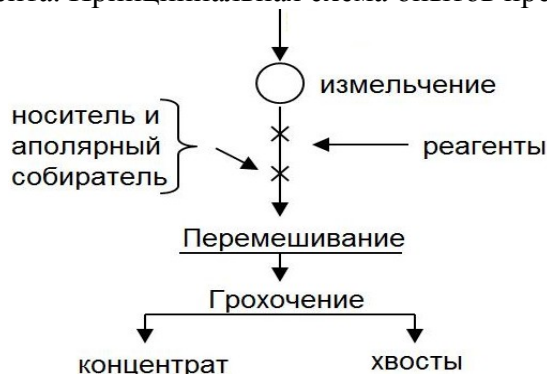 измельчение
носитель и
аполярный
собиратель
реагенты
Перемешивание
Грохочение
концентрат
хвосты